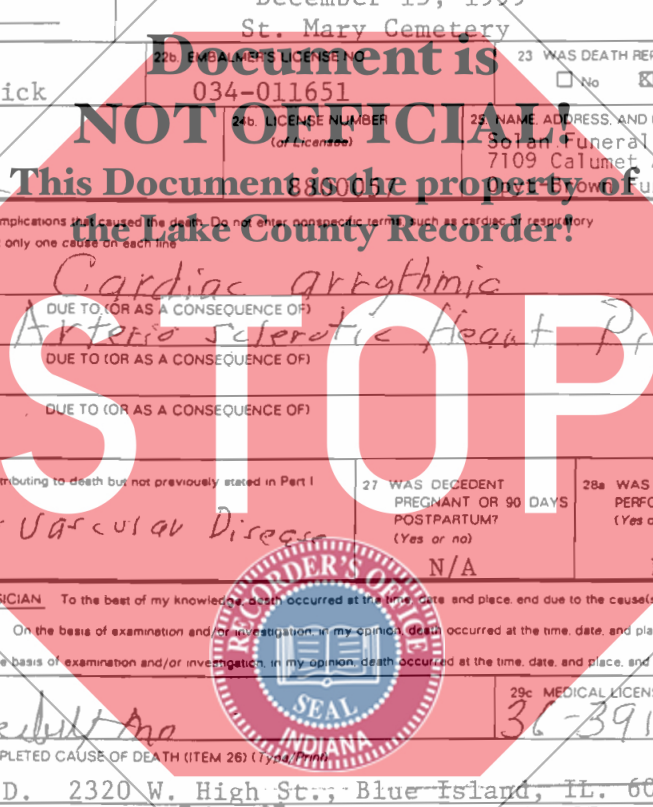 December 15, 1999
St. Mary Cemetery
22b. EMBALMER'S LICENSE NO
23 WAS DEATH REP
Document is
ick
034-011651
No
NOT OFFICIAL!
24b. LICENSE NUMBER
(of Licensee)
25. NAME, ADDRESS, AND
Solan Funeral
7109 Calumet
This Document is the property of
8800057
mplications that caused the death. Do not enter nonspecific terms such as cardiac or respiratory
only one cause on each line
the Lake County Recorder!
Cardiac arrythmic
DUE TO (OR AS A CONSEQUENCE OF)
Arterio sclerotic Heart
DUE TO (OR AS A CONSEQUENCE OF)
STOP
DUE TO (OR AS A CONSEQUENCE OF)
tributing to death but not previously stated in Part I
27 WAS DECEDENT
PREGNANT OR 90 DAYS
POSTPARTUM?
(Yes or no)
N/A
28a WAS
PERFO
(Yes o
Vascular Disease
RECORDER'S OFFICE
SEAL
INDIANA
SICIAN To the best of my knowledge, death occurred at the time, date and place, and due to the cause(s
On the basis of examination and/or investigation, in my opinion, death occurred at the time, date, and pla
e basis of examination and/or investigation, in my opinion, death occurred at the time, date, and place, and
29c MEDICAL LICENS
36-391
PLETED CAUSE OF DEATH (ITEM 26) (Type/Print)
D. 2320 W. High St., Blue Island, IL. 60